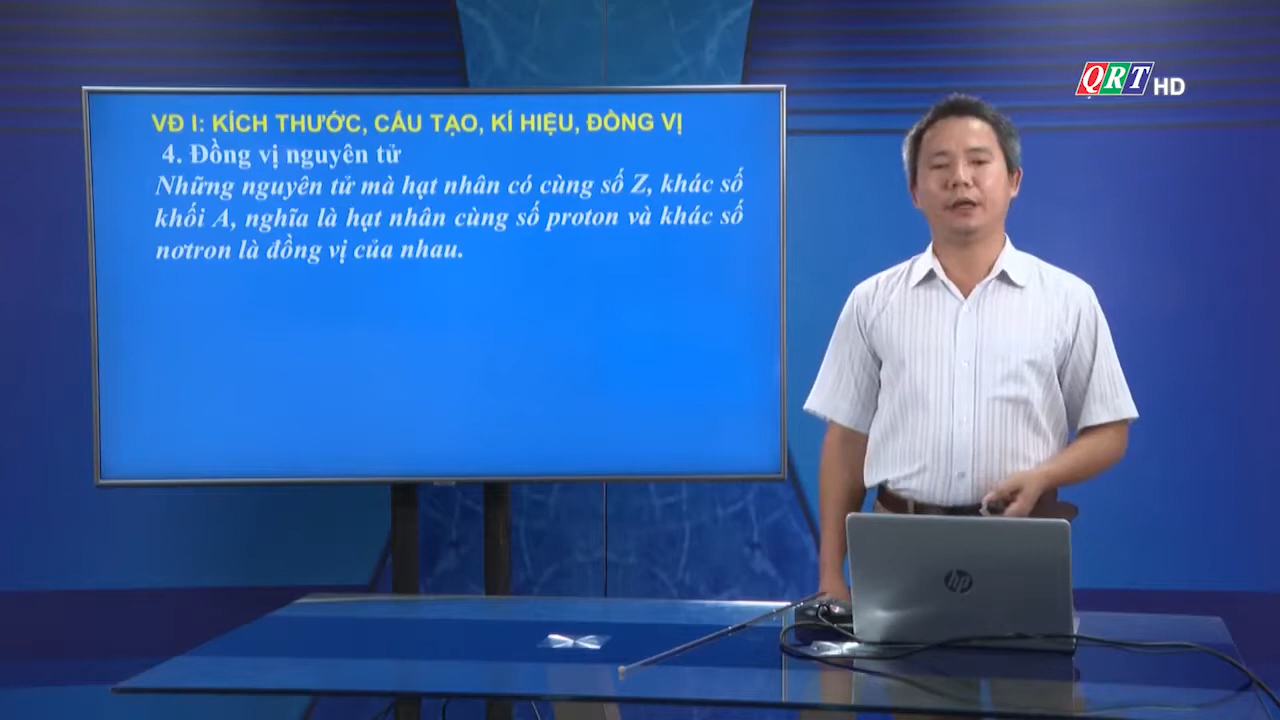 QRT HD
VĐ I: KÍCH THƯỚC, CẤU TẠO, KÍ HIỆU, ĐỒNG VỊ
4. Đồng vị nguyên tử
Những nguyên tử mà hạt nhân có cùng số Z, khác số
khối A, nghĩa là hạt nhân cùng số proton và khác số
nơtron là đồng vị của nhau.
hp